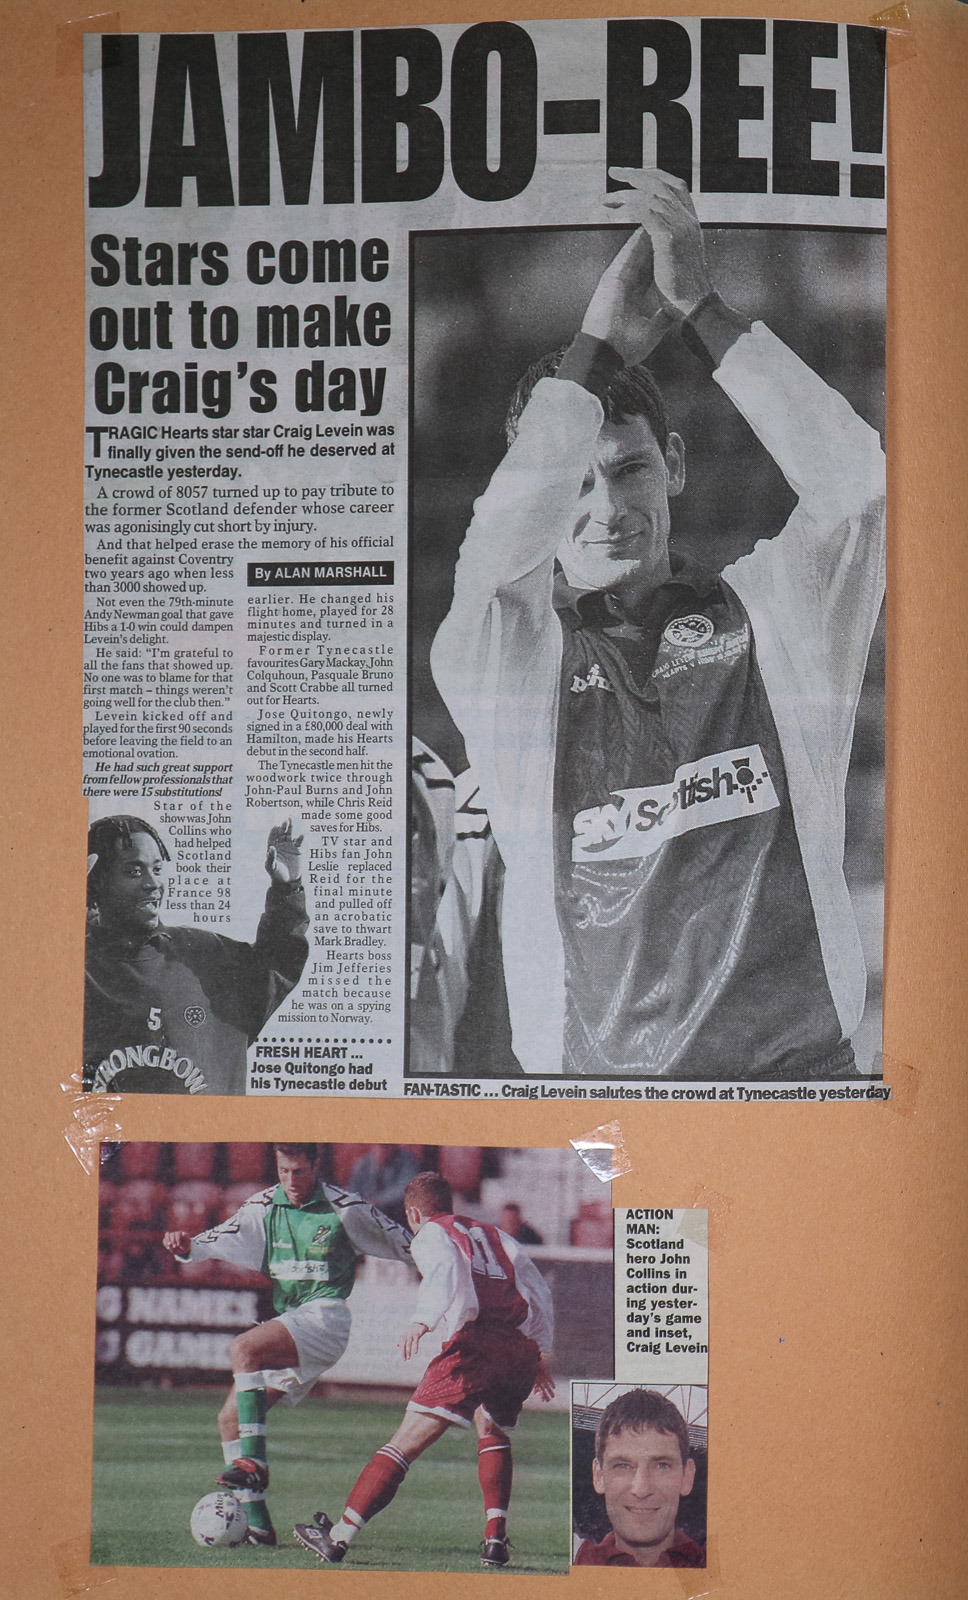 JAMBO-REE!
Stars come
out to make
Craig's day
TRAGIC Hearts star star Craig Levein was
finally given the send-off he deserved at
Tynecastle yesterday.
A crowd of 8057 turned up to pay tribute to
the former Scotland defender whose career
was agonisingly cut short by injury.
And that helped erase the memory of his official
benefit against Coventry
two years ago when less
than 3000 showed up.
Not even the 79th-minute
Andy Newman goal that gave
Hibs a 1-0 win could dampen
Levein's delight.
He said: “I'm grateful to
all the fans that showed up.
No one was to blame for that
first match – things weren't
going well for the club then.”
Levein kicked off and
played for the first 90 seconds
before leaving the field to an
emotional ovation.
He had such great support
from fellow professionals that
there were 15 substitutions!
Star of the
show was John
Collins who
had helped
Scotland
book their
place at
France 98
less than 24
hours
By ALAN MARSHALL
earlier. He changed his
flight home, played for 28
minutes and turned in a
majestic display.
Former Tynecastle
favourites Gary Mackay, John
Colquhoun, Pasquale Bruno
and Scott Crabbe all turned
out for Hearts.
Jose Quitongo, newly
signed in a £80,000 deal with
Hamilton, made his Hearts
debut in the second half.
The Tynecastle men hit the
woodwork twice through
John-Paul Burns and John
Robertson, while Chris Reid
made some good
saves for Hibs.
TV star and
Hibs fan John
Leslie replaced
Reid for the
final minute
and pulled off
an acrobatic
save to thwart
Mark Bradley.
Hearts boss
Jim Jefferies
missed the
match because
he was on a spying
mission to Norway.
5
RONGBOW
FRESH HEART ...
Jose Quitongo had
his Tynecastle debut
SKY Scottish
FAN-TASTIC ... Craig Levein salutes the crowd at Tynecastle yesterday
NAMES
GAMES
ACTION
MAN:
Scotland
hero John
Collins in
action dur-
ing yester-
day's game
and inset,
Craig Levein